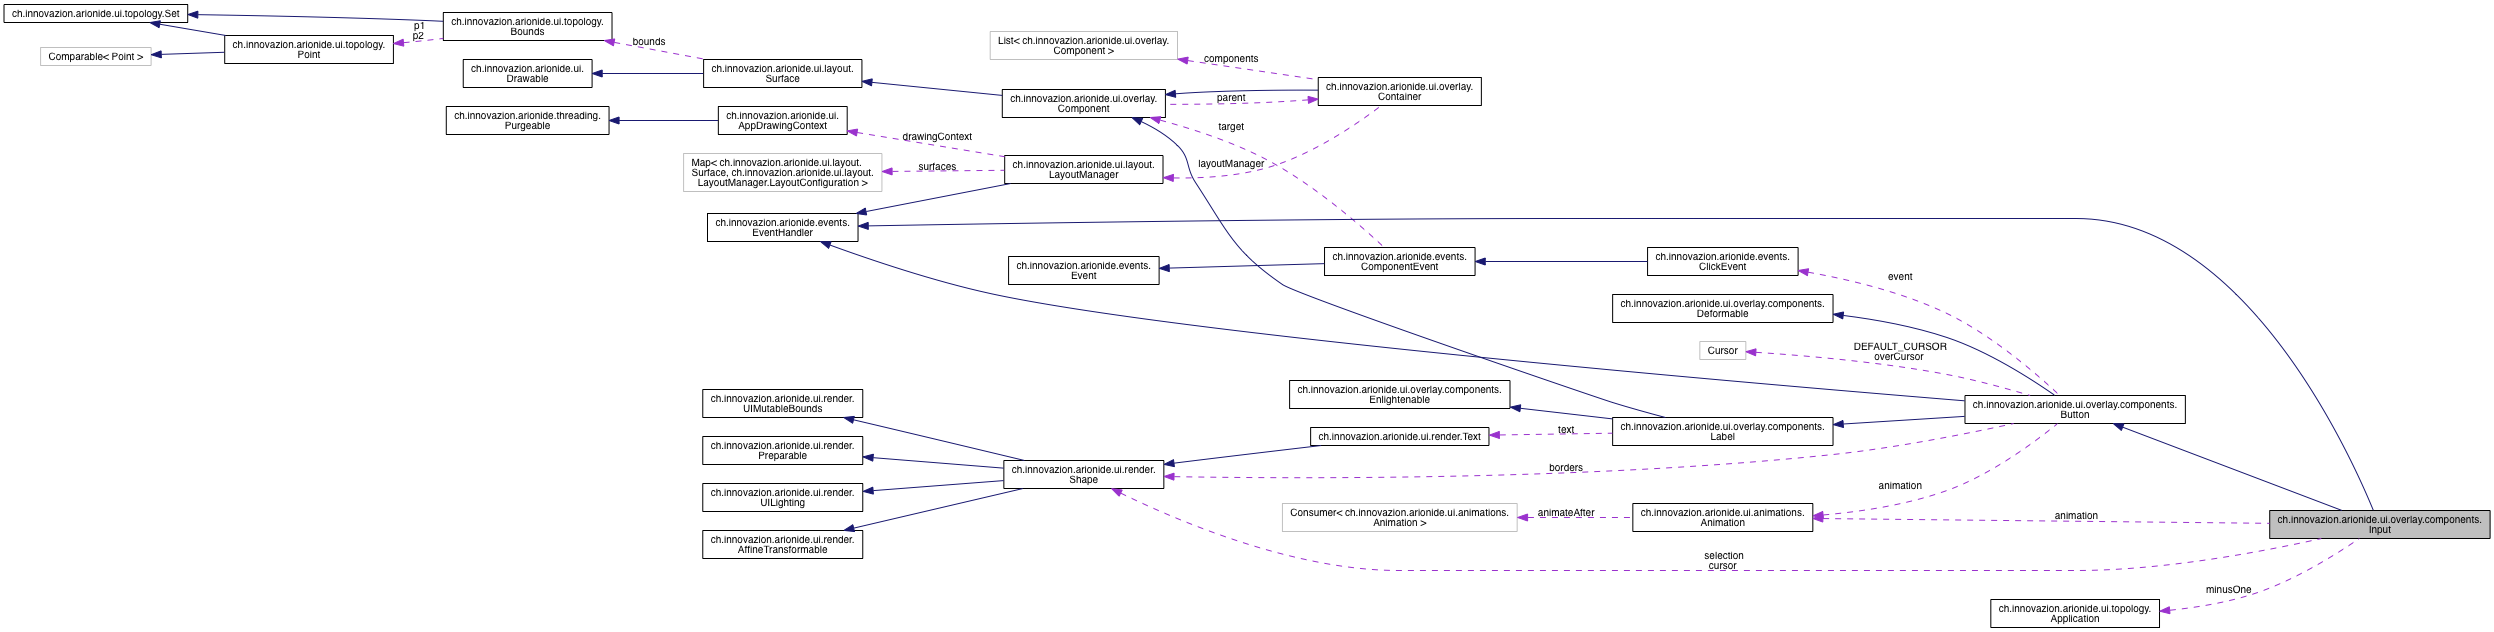 ch.innovazion.arionide.ui.topology.Set
Comparable< Point >
ch.innovazion.arionide.ui.topology.
Point
p1
p2
ch.innovazion.arionide.ui.topology.
Bounds
bounds
ch.innovazion.arionide.ui.
Drawable
ch.innovazion.arionide.ui.layout.
Surface
ch.innovazion.arionide.threading.
Purgeable
ch.innovazion.arionide.ui.
AppDrawingContext
drawingContext
Map< ch.innovazion.arionide.ui.layout.
Surface, ch.innovazion.arionide.ui.layout.
LayoutManager.LayoutConfiguration >
surfaces
ch.innovazion.arionide.events.
EventHandler
List< ch.innovazion.arionide.ui.overlay.
Component >
components
ch.innovazion.arionide.ui.overlay.
Component
parent
ch.innovazion.arionide.ui.overlay.
Container
target
ch.innovazion.arionide.ui.layout.
LayoutManager
layoutManager
ch.innovazion.arionide.events.
Event
ch.innovazion.arionide.events.
ComponentEvent
ch.innovazion.arionide.events.
ClickEvent
event
ch.innovazion.arionide.ui.overlay.components.
Deformable
Cursor
DEFAULT_CURSOR
overCursor
ch.innovazion.arionide.ui.overlay.components.
Enlightenable
ch.innovazion.arionide.ui.overlay.components.
Button
ch.innovazion.arionide.ui.render.Text
text
ch.innovazion.arionide.ui.overlay.components.
Label
ch.innovazion.arionide.ui.render.
UIMutableBounds
ch.innovazion.arionide.ui.render.
Preparable
ch.innovazion.arionide.ui.render.
UILighting
ch.innovazion.arionide.ui.render.
AffineTransformable
ch.innovazion.arionide.ui.render.
Shape
borders
animation
Consumer< ch.innovazion.arionide.ui.animations.
Animation >
animateAfter
ch.innovazion.arionide.ui.animations.
Animation
animation
ch.innovazion.arionide.ui.overlay.components.
Input
selection
cursor
minusOne
ch.innovazion.arionide.ui.topology.
Application